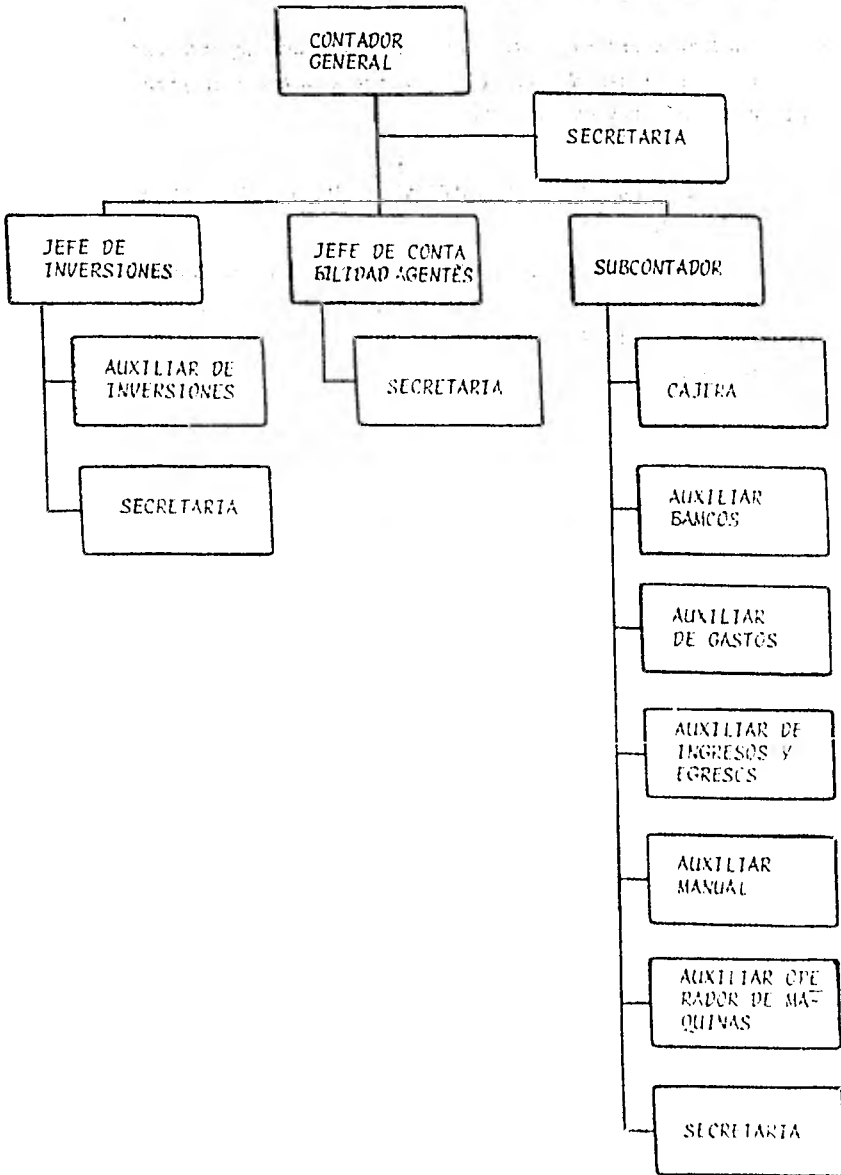 CONTADOR
GENERAL
SECRETARIA
JEFE DE
INVERSIONES
JEFE DE CONTA
BILIDAD AGENTES
SUBCONTADOR
AUXILIAR DE
INVERSIONES
SECRETARIA
SECRETARIA
CAJERA
AUXILIAR
BANCOS
AUXILIAR
DE GASTOS
AUXILIAR DE
INGRESOS Y
EGRESOS
AUXILIAR
MANUAL
AUXILIAR OPE
RADOR DE MA-
QUINAS
SECRETARIA